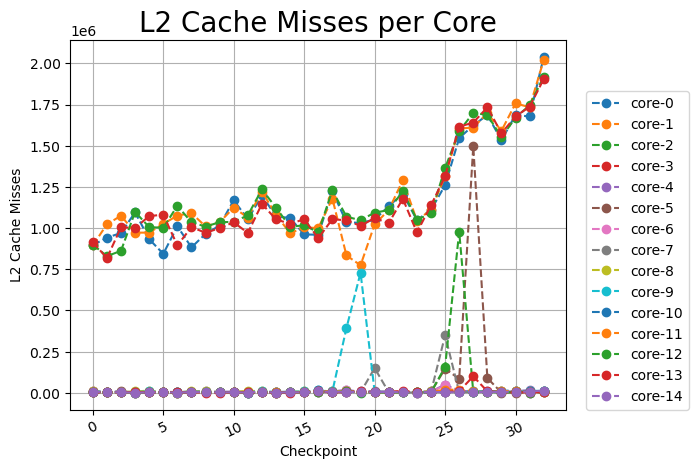 L2 Cache Misses per Core
1e6
2.00
1.75
1.50
1.25
1.00
0.75
0.50
0.25
0.00
L2 Cache Misses
0 5 10 15 20 25 30
Checkpoint
core-0
core-1
core-2
core-3
core-4
core-5
core-6
core-7
core-8
core-9
core-10
core-11
core-12
core-13
core-14